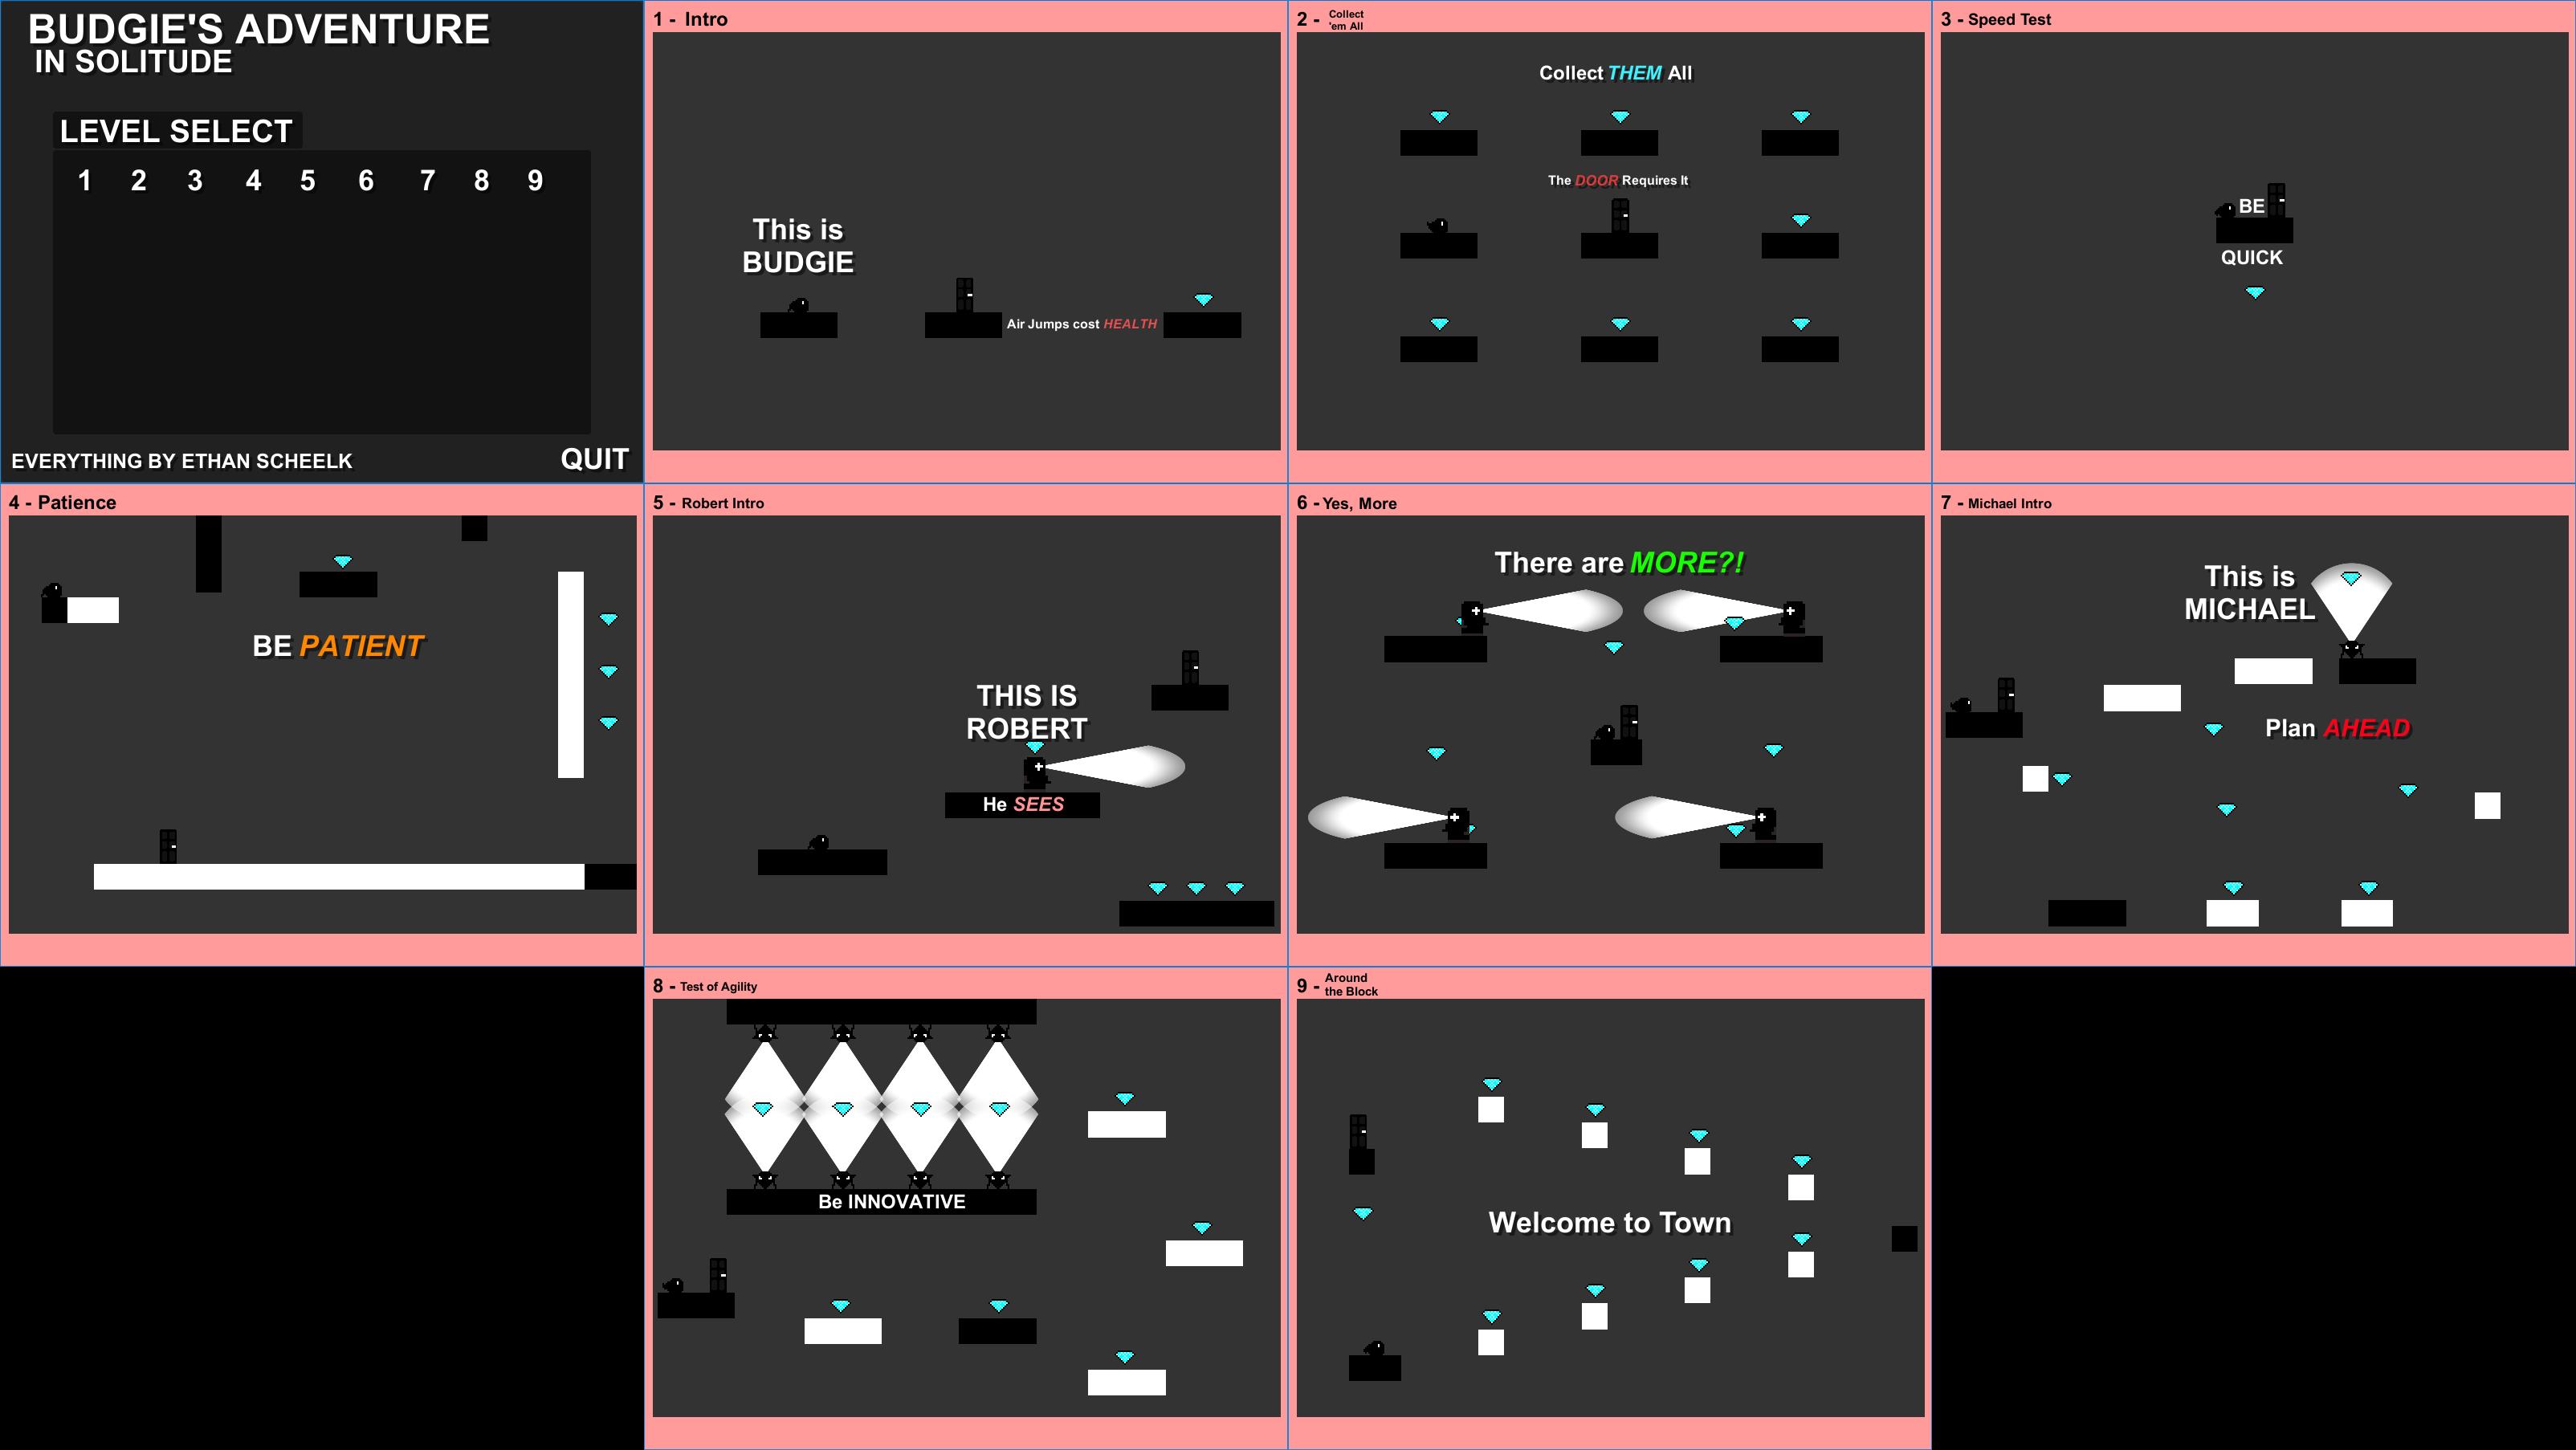 BUDGIE'S ADVENTURE
IN SOLITUDE
LEVEL SELECT
1 2 3 4 5 6 7 8 9
EVERYTHING BY ETHAN SCHEELK
QUIT
1 - Intro
This is
BUDGIE
Air Jumps cost HEALTH
2 - Collect
'em All
Collect THEM All
The DOOR Requires It
3 - Speed Test
BE
QUICK
4 - Patience
BE PATIENT
5 - Robert Intro
THIS IS
ROBERT
He SEES
6 - Yes, More
There are MORE?!
7 - Michael Intro
This is
MICHAEL
Plan AHEAD
8 - Test of Agility
Be INNOVATIVE
9 - Around
the Block
Welcome to Town